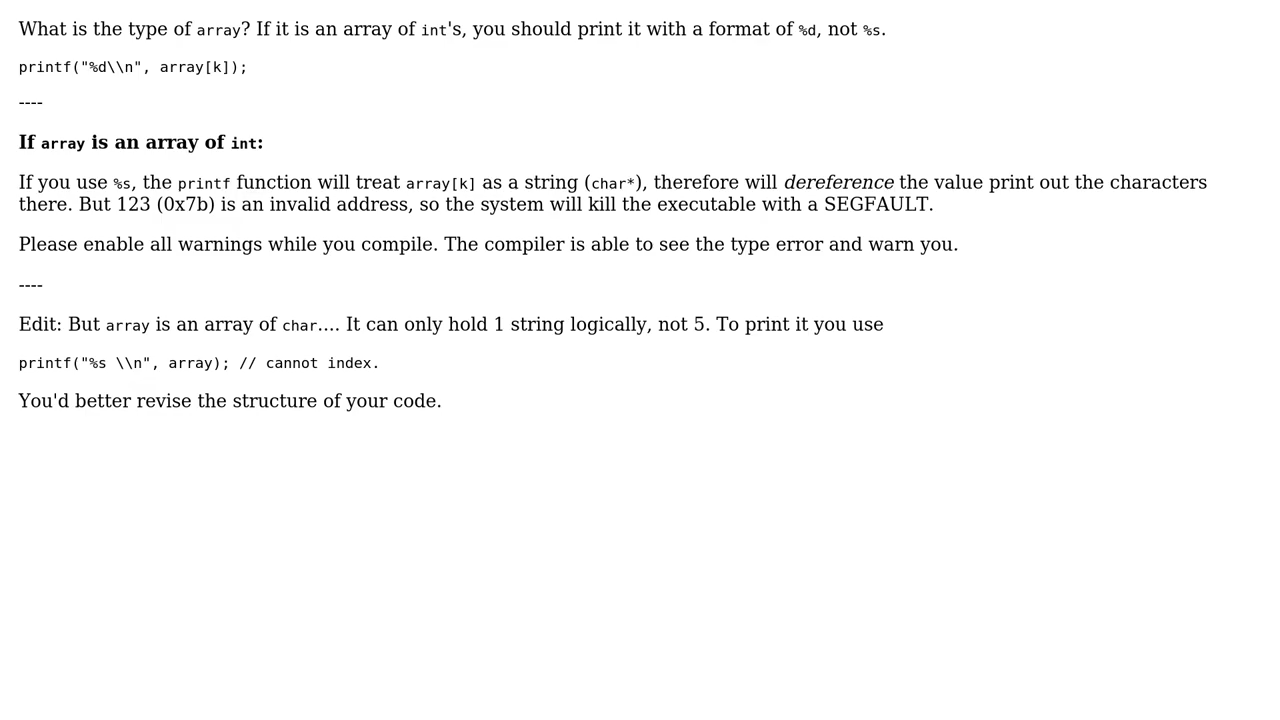 What is the type of array? If it is an array of int's, you should print it with a format of %d, not %s.
printf("%d\\n", array[k]);
----
If array is an array of int:
If you use %s, the printf function will treat array[k] as a string (char*), therefore will dereference the value print out the characters
there. But 123 (0x7b) is an invalid address, so the system will kill the executable with a SEGFAULT.
Please enable all warnings while you compile. The compiler is able to see the type error and warn you.
----
Edit: But array is an array of char.... It can only hold 1 string logically, not 5. To print it you use
printf("%s \\n", array); // cannot index.
You'd better revise the structure of your code.